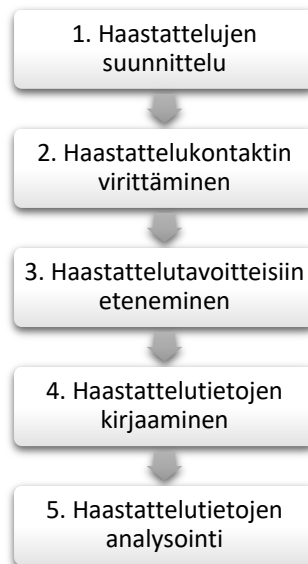 1. Haastattelujen
suunnittelu
2. Haastattelukontaktin
virittäminen
3. Haastattelutavoitteisiin
eteneminen
4. Haastattelutietojen
kirjaaminen
5. Haastattelutietojen
analysointi